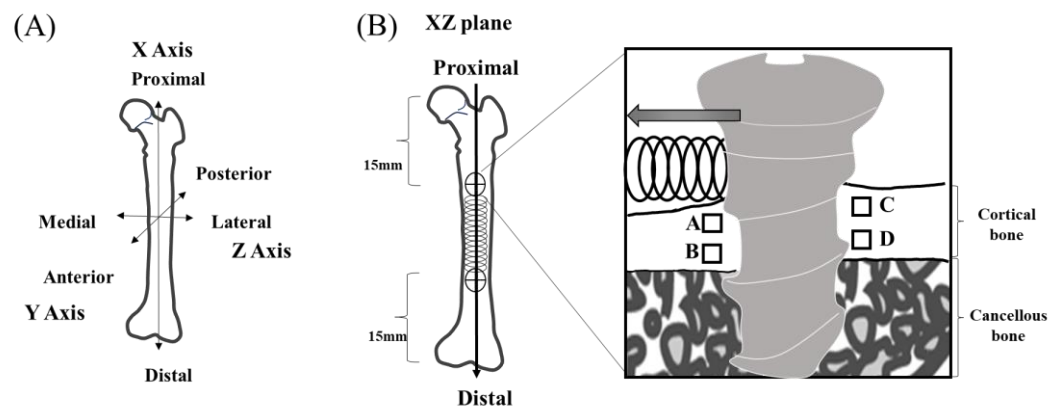 (A)
X Axis
Proximal
Posterior
Medial
Lateral
Z Axis
Anterior
Y Axis
Distal
(B)
XZ plane
Proximal
15mm
15mm
Distal
A
B
C
D
Cortical
bone
Cancellous
bone